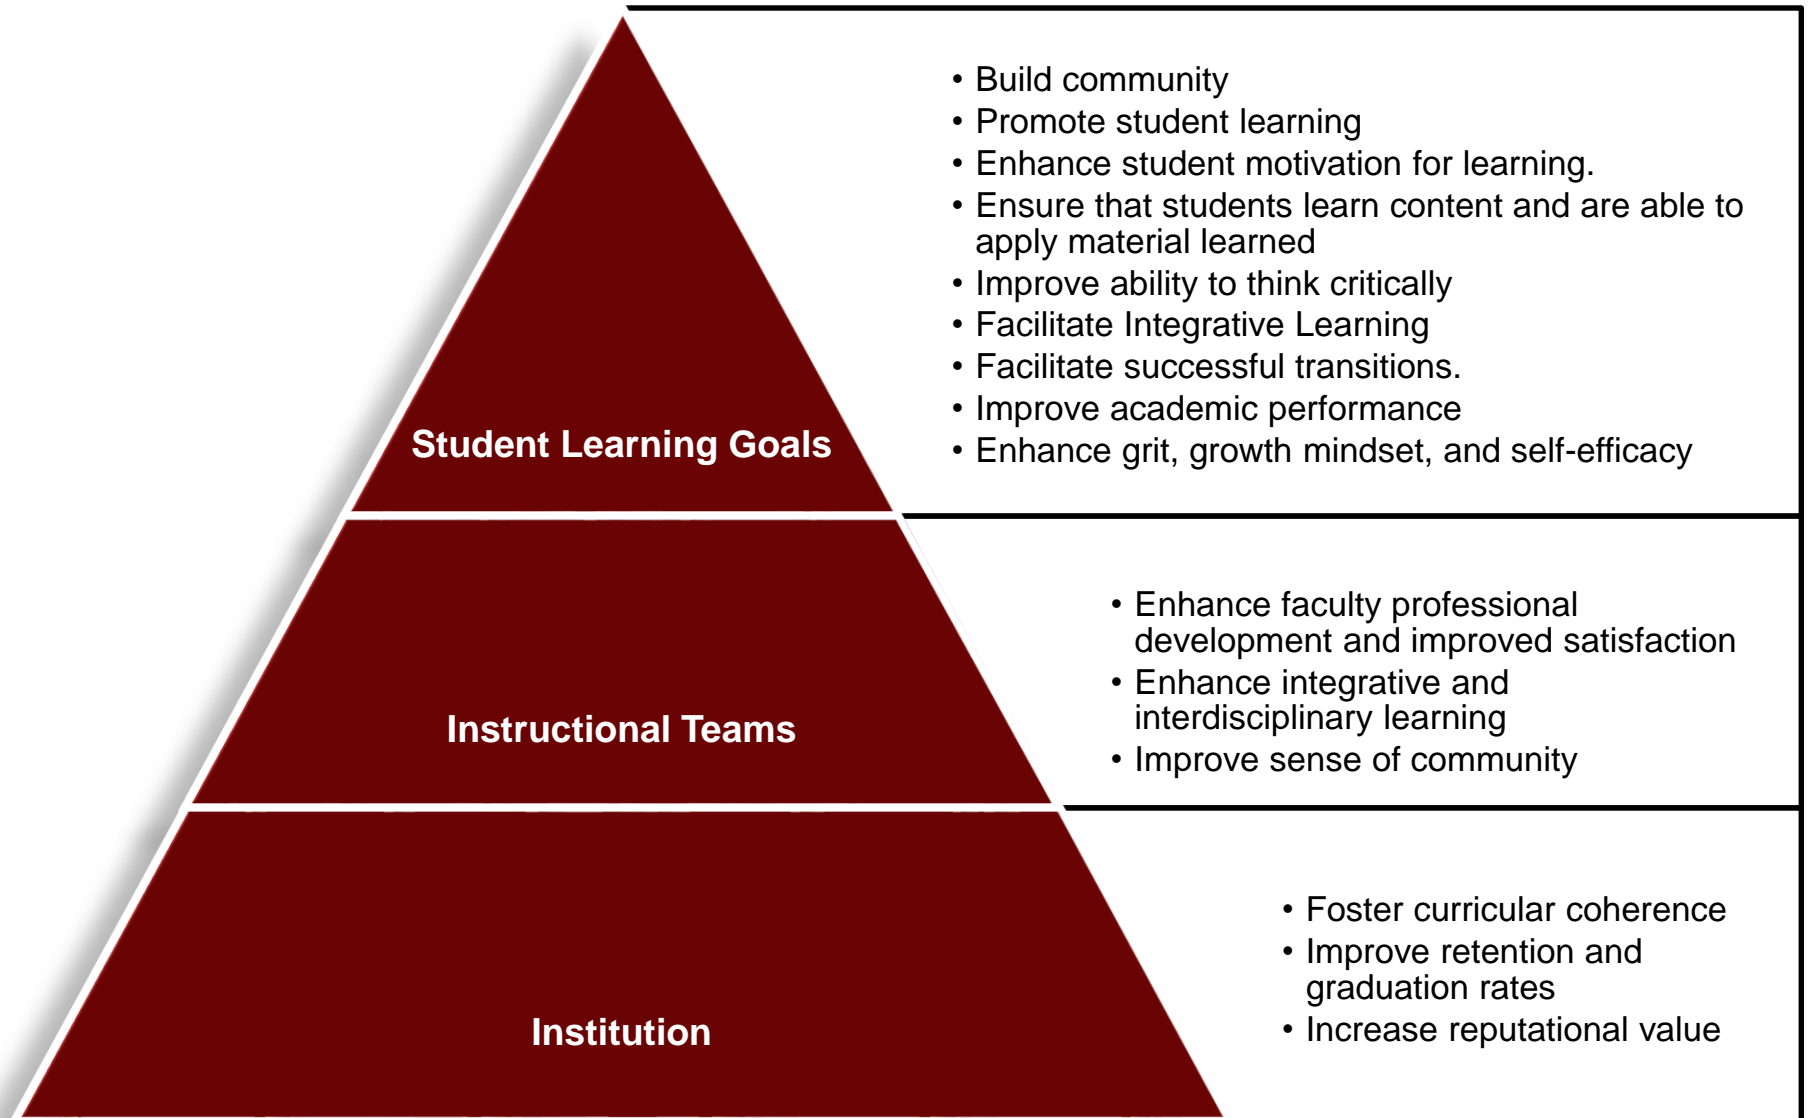 • Build community
• Promote student learning
• Enhance student motivation for learning.
• Ensure that students learn content and are able to
apply material learned
• Improve ability to think critically
• Facilitate Integrative Learning
• Facilitate successful transitions.
• Improve academic performance
• Enhance grit, growth mindset, and self-efficacy
Student Learning Goals
• Enhance faculty professional
development and improved satisfaction
• Enhance integrative and
interdisciplinary learning
• Improve sense of community
Instructional Teams
• Foster curricular coherence
• Improve retention and
graduation rates
• Increase reputational value
Institution